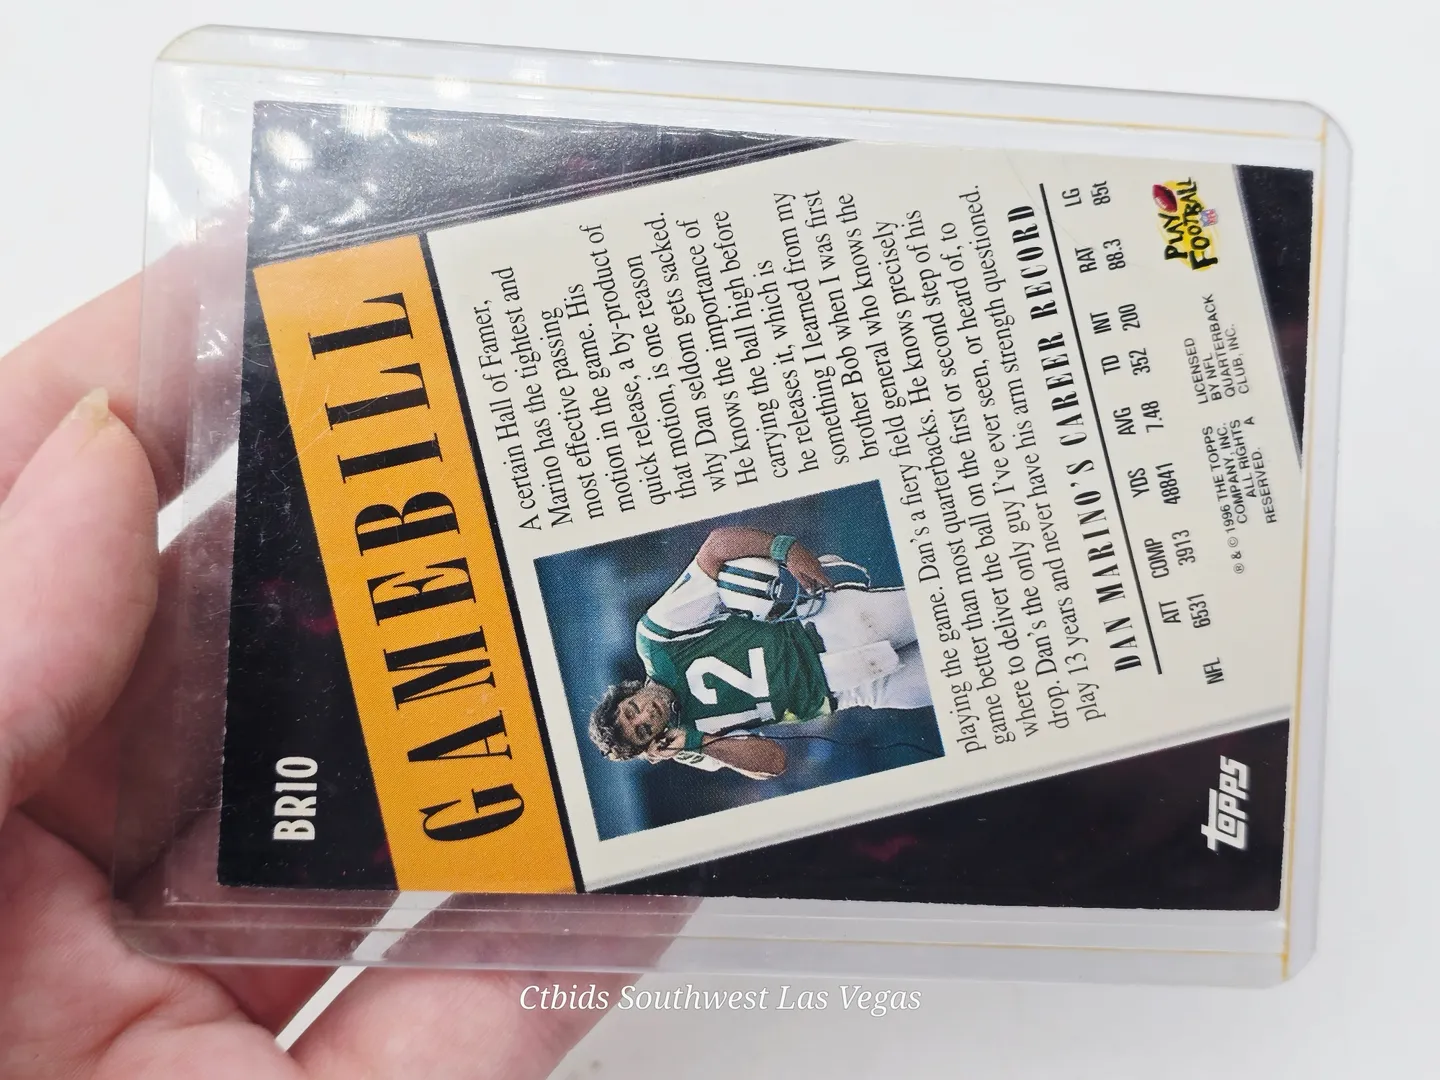 BR10
GAMEBILL
A certain Hall of Famer,
Marino has the tightest and
most effective passing
motion in the game. His
quick release, a by-product of
that motion, is one reason
why Dan seldom gets sacked.
He knows the importance of
carrying the ball high before
he releases it, which is
something I learned from my
brother Bob when I was first
playing the game. Dan's a fiery field general who knows the
game better than most quarterbacks. He knows precisely
where to deliver the ball on the first or second step of his
drop. Dan's the only guy I've ever seen, or heard of, to
play 13 years and never have his arm strength questioned.
12
DAN MARINO'S CAREER RECORD
ATT COMP YDS AVG TD INT RAT LG
NFL 6531 3913 48841 7.48 352 200 88.3 85t
® & © 1996 THE TOPPS
COMPANY, INC.
ALL RIGHTS
RESERVED.
A
LICENSED
BY NFL
QUARTERBACK
CLUB, INC.
PLAY
FOOTBALL
NFL
TOPPS
Ctbids Southwest Las Vegas